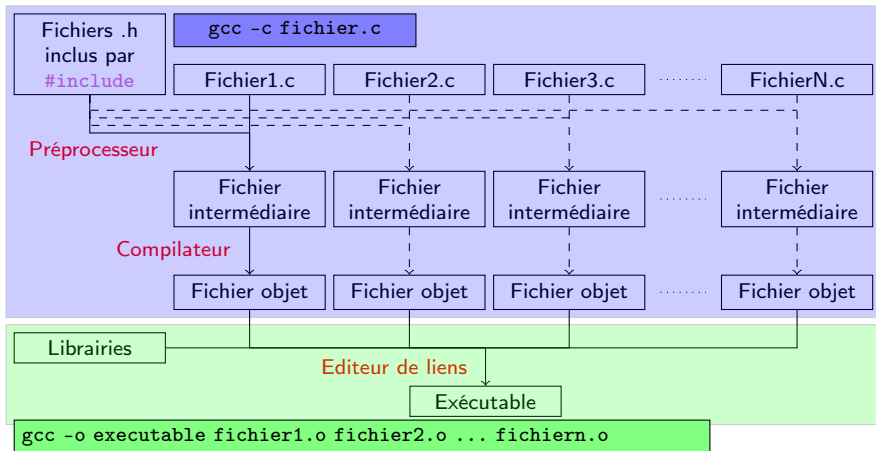 Fichiers .h
inclus par
#include
gcc -c fichier.c
Fichier1.c
Fichier2.c
Fichier3.c
FichierN.c
Préprocesseur
Fichier
intermédiaire
Fichier
intermédiaire
Fichier
intermédiaire
Fichier
intermédiaire
Compilateur
Fichier objet
Fichier objet
Fichier objet
Fichier objet
Librairies
Editeur de liens
Exécutable
gcc -o executable fichier1.o fichier2.o ... fichiern.o